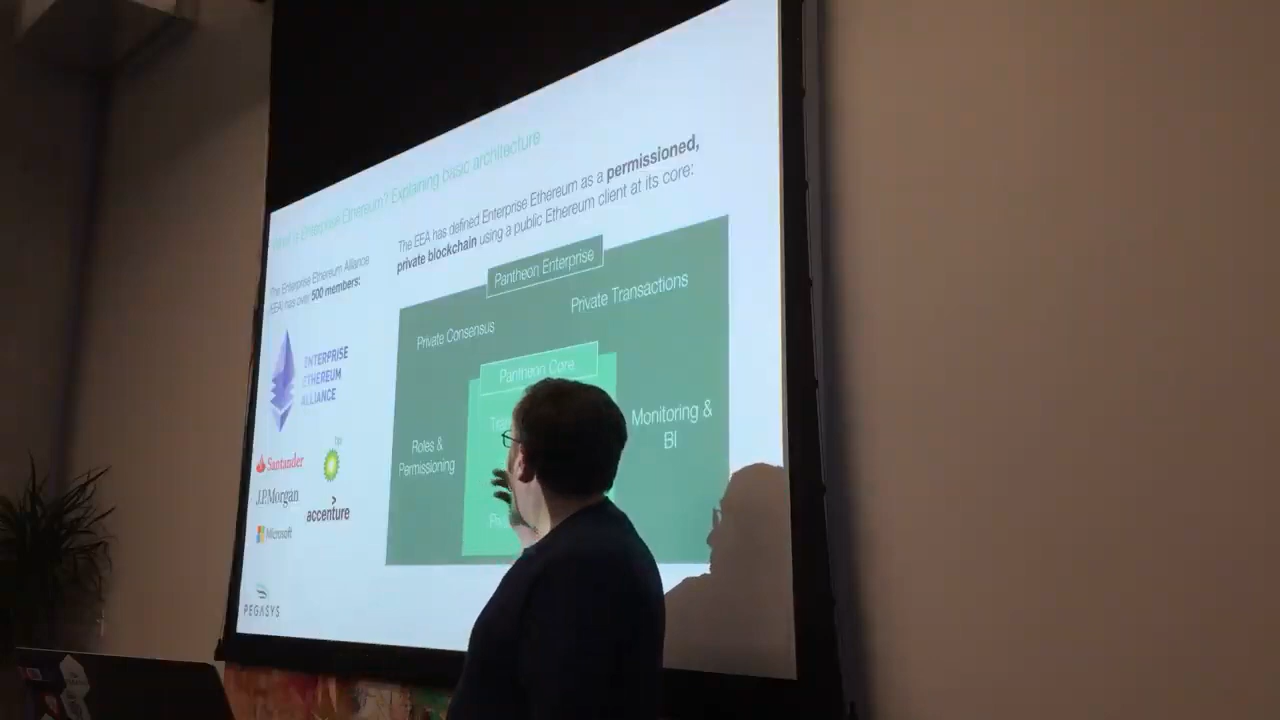 What is Enterprise Ethereum? Explaining basic architecture
The EEA has defined Enterprise Ethereum as a permissioned,
private blockchain using a public Ethereum client at its core:
The Enterprise Ethereum Alliance
(EEA) has over 500 members:
ENTERPRISE
ETHEREUM
ALLIANCE
Santander
bp
J.P.Morgan
accenture
Microsoft
PEGASYS
Pantheon Enterprise
Private Transactions
Private Consensus
Pantheon Core
Roles &
Permissioning
Monitoring &
BI